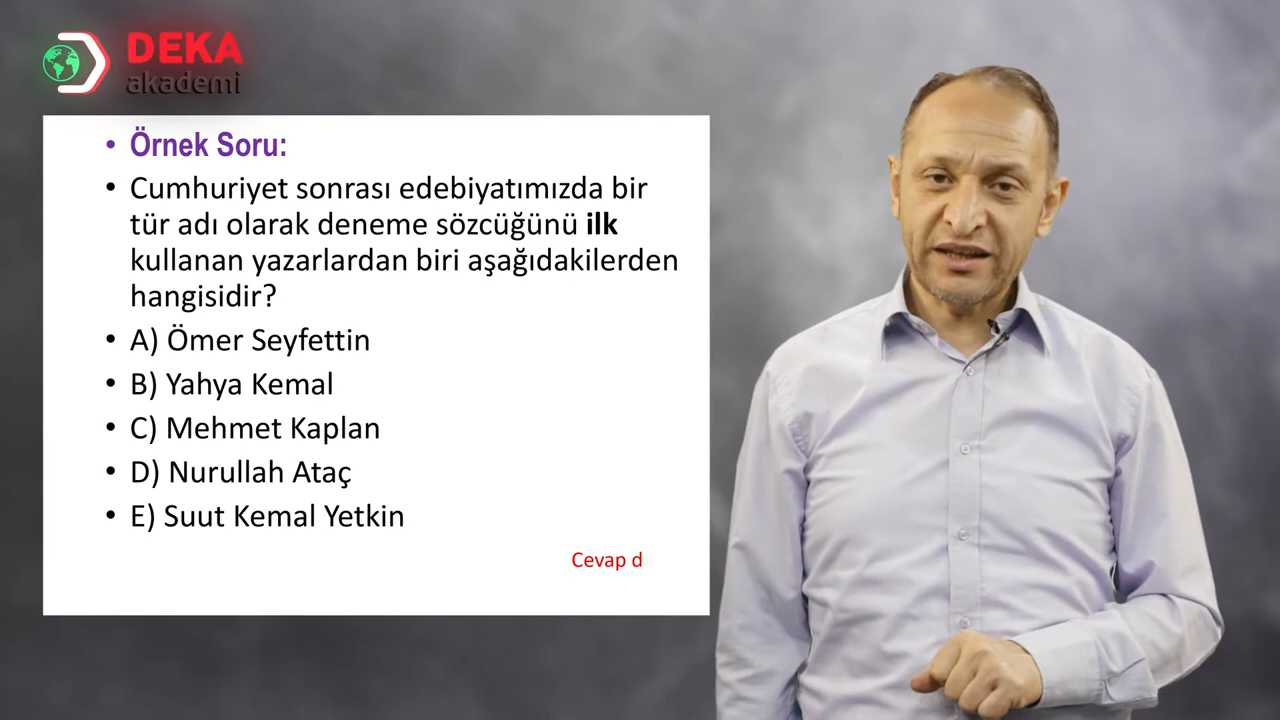 DEKA
akademi
• Örnek Soru:
• Cumhuriyet sonrası edebiyatımızda bir
tür adı olarak deneme sözcüğünü ilk
kullanan yazarlardan biri aşağıdakilerden
hangisidir?
• A) Ömer Seyfettin
• B) Yahya Kemal
• C) Mehmet Kaplan
• D) Nurullah Ataç
• E) Suut Kemal Yetkin
Cevap d